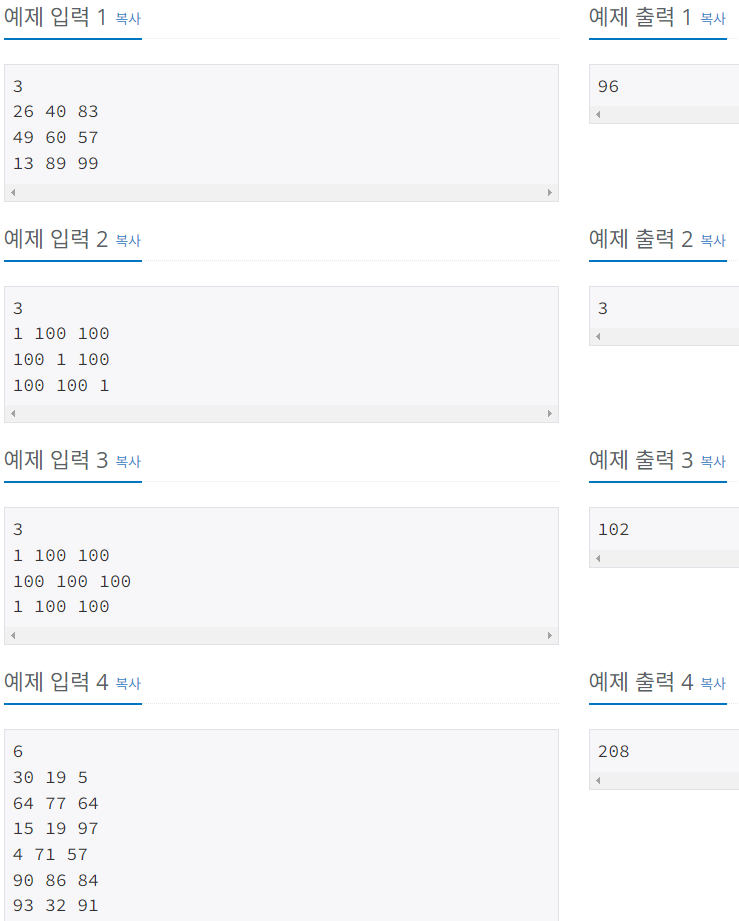 예제 입력 1 복사
예제 출력 1 복사
3
26 40 83
49 60 57
13 89 99
96
예제 입력 2 복사
예제 출력 2 복사
3
1 100 100
100 1 100
100 100 1
3
예제 입력 3 복사
예제 출력 3 복사
3
1 100 100
100 100 100
1 100 100
102
예제 입력 4 복사
예제 출력 4 복사
6
30 19 5
64 77 64
15 19 97
4 71 57
90 86 84
93 32 91
208